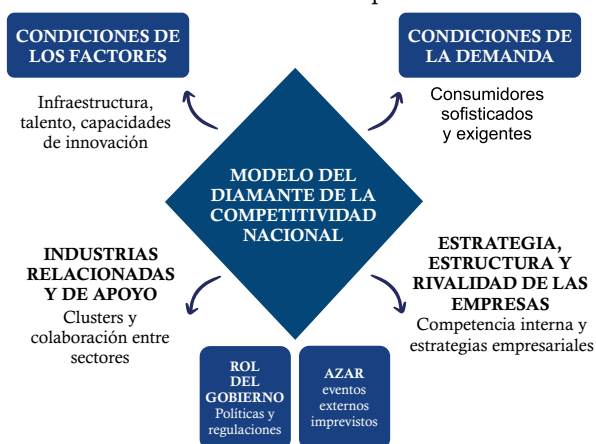 CONDICIONES DE
LOS FACTORES
Infraestructura,
talento, capacidades
de innovación
CONDICIONES DE
LA DEMANDA
Consumidores
sofisticados
y exigentes
MODELO DEL
DIAMANTE DE LA
COMPETITIVIDAD
NACIONAL
INDUSTRIAS
RELACIONADAS
Y DE APOYO
Clusters y
colaboración entre
sectores
ESTRATEGIA,
ESTRUCTURA Y
RIVALIDAD DE LAS
EMPRESAS
Competencia interna y
estrategias empresariales
ROL
DEL
GOBIERNO
Políticas y
regulaciones
AZAR
eventos
externos
imprevistos